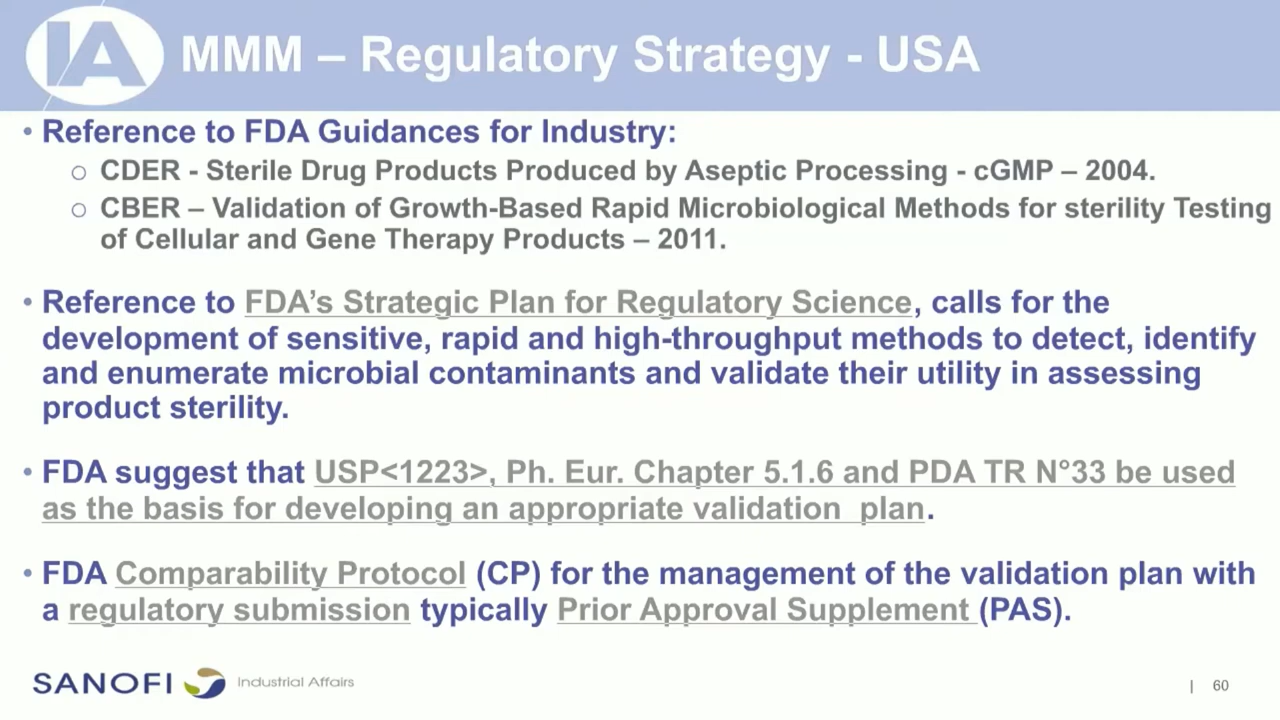 IA
MMM – Regulatory Strategy - USA
• Reference to FDA Guidances for Industry:
○ CDER - Sterile Drug Products Produced by Aseptic Processing - cGMP – 2004.
○ CBER – Validation of Growth-Based Rapid Microbiological Methods for sterility Testing
of Cellular and Gene Therapy Products – 2011.
• Reference to FDA’s Strategic Plan for Regulatory Science, calls for the
development of sensitive, rapid and high-throughput methods to detect, identify
and enumerate microbial contaminants and validate their utility in assessing
product sterility.
• FDA suggest that USP<1223>, Ph. Eur. Chapter 5.1.6 and PDA TR N°33 be used
as the basis for developing an appropriate validation  plan.
• FDA Comparability Protocol (CP) for the management of the validation plan with
a regulatory submission typically Prior Approval Supplement (PAS).
SANOFI Industrial Affairs
| 60